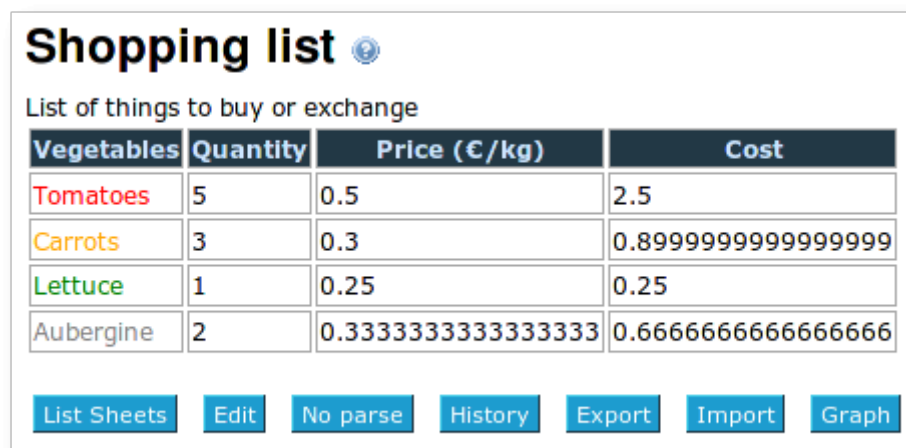 Shopping list
List of things to buy or exchange
Vegetables Quantity Price (€/kg) Cost
Tomatoes 5 0.5 2.5
Carrots 3 0.3 0.8999999999999999
Lettuce 1 0.25 0.25
Aubergine 2 0.3333333333333333 0.6666666666666666
List Sheets Edit No parse History Export Import Graph